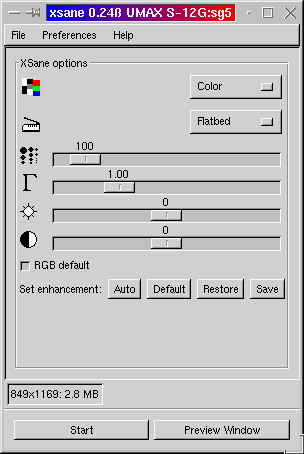 xsane 0.24ß UMAX S-12G:sg5
File Preferences Help
XSane options
Color
Flatbed
100
Γ 1.00
0
0
RGB default
Set enhancement: Auto Default Restore Save
849x1169: 2.8 MB
Start Preview Window